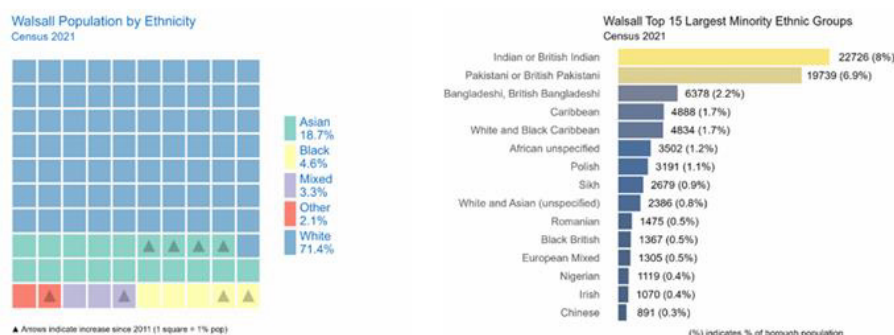 Walsall Population by Ethnicity
Census 2021
Asian
18.7%
Black
4.6%
Mixed
3.3%
Other
2.1%
White
71.4%
▲ Arrows indicate increase since 2011 (1 square = 1% pop)
Walsall Top 15 Largest Minority Ethnic Groups
Census 2021
Indian or British Indian 22726 (8%)
Pakistani or British Pakistani 19739 (6.9%)
Bangladeshi, British Bangladeshi 6378 (2.2%)
Caribbean 4888 (1.7%)
White and Black Caribbean 4834 (1.7%)
African unspecified 3502 (1.2%)
Polish 3191 (1.1%)
Sikh 2679 (0.9%)
White and Asian (unspecified) 2386 (0.8%)
Romanian 1475 (0.5%)
Black British 1367 (0.5%)
European Mixed 1305 (0.5%)
Nigerian 1119 (0.4%)
Irish 1070 (0.4%)
Chinese 891 (0.3%)
(%) indicates % of borough population